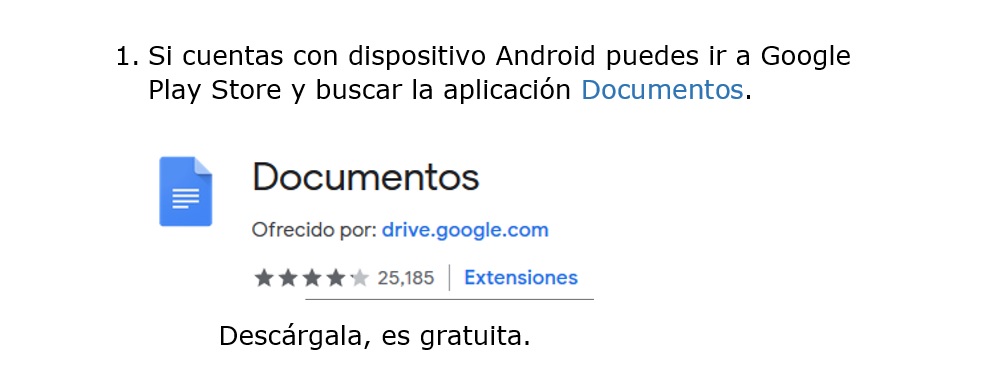 1. Si cuentas con dispositivo Android puedes ir a Google
Play Store y buscar la aplicación Documentos.
Documentos
Ofrecido por: drive.google.com
25,185 | Extensiones
Descárgala, es gratuita.